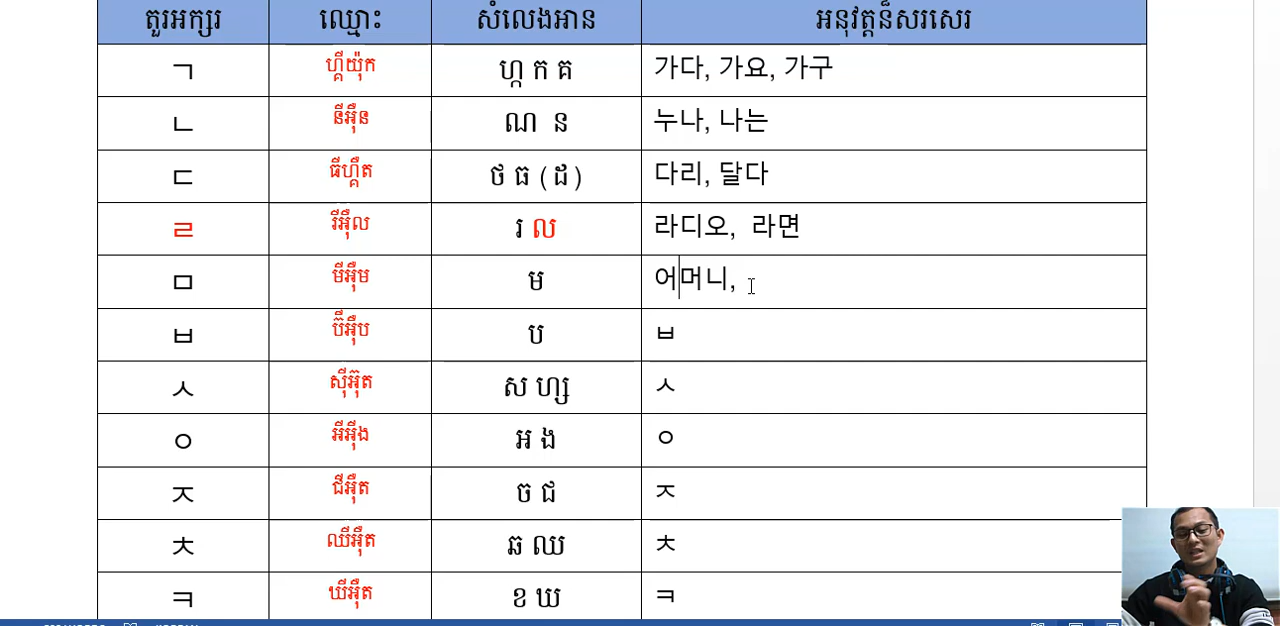 តួរអក្សរ ឈ្មោះ សំលេងអាន អនុវត្តន៏សរសេរ
ㄱ ហ្គីយ៉ុក ហ្ក ក គ 가다, 가요, 가구
ㄴ នីអ៊ឺន ណ ន 누나, 나는
ㄷ ធីហ្គឺត ថ ធ (ដ) 다리, 달다
ㄹ រីអ៊ឺល រ ល 라디오, 라면
ㅁ មីអ៊ឺម ម 어머니,
ㅂ ប៊ីអ៊ឺប ប ㅂ
ㅅ ស៊ីអ៊ុត ស ហ្ស ㅅ
ㅇ អីអ៊ឹង អ ង ㅇ
ㅈ ជីអ៊ឺត ច ជ ㅈ
ㅊ ឈីអ៊ឺត ឆ ឈ ㅊ
ㅋ ឃីអ៊ឺត ខ ឃ ㅋ